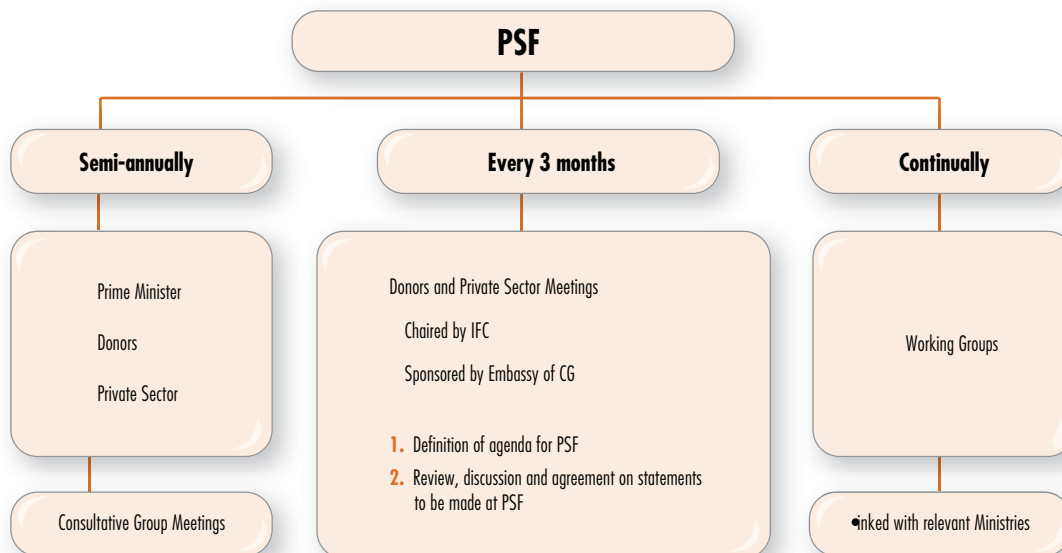 PSF
Semi-annually
Every 3 months
Continually
Prime Minister
Donors
Private Sector
Donors and Private Sector Meetings
Chaired by IFC
Sponsored by Embassy of CG
1. Definition of agenda for PSF
2. Review, discussion and agreement on statements
to be made at PSF
Working Groups
Consultative Group Meetings
•inked with relevant Ministries